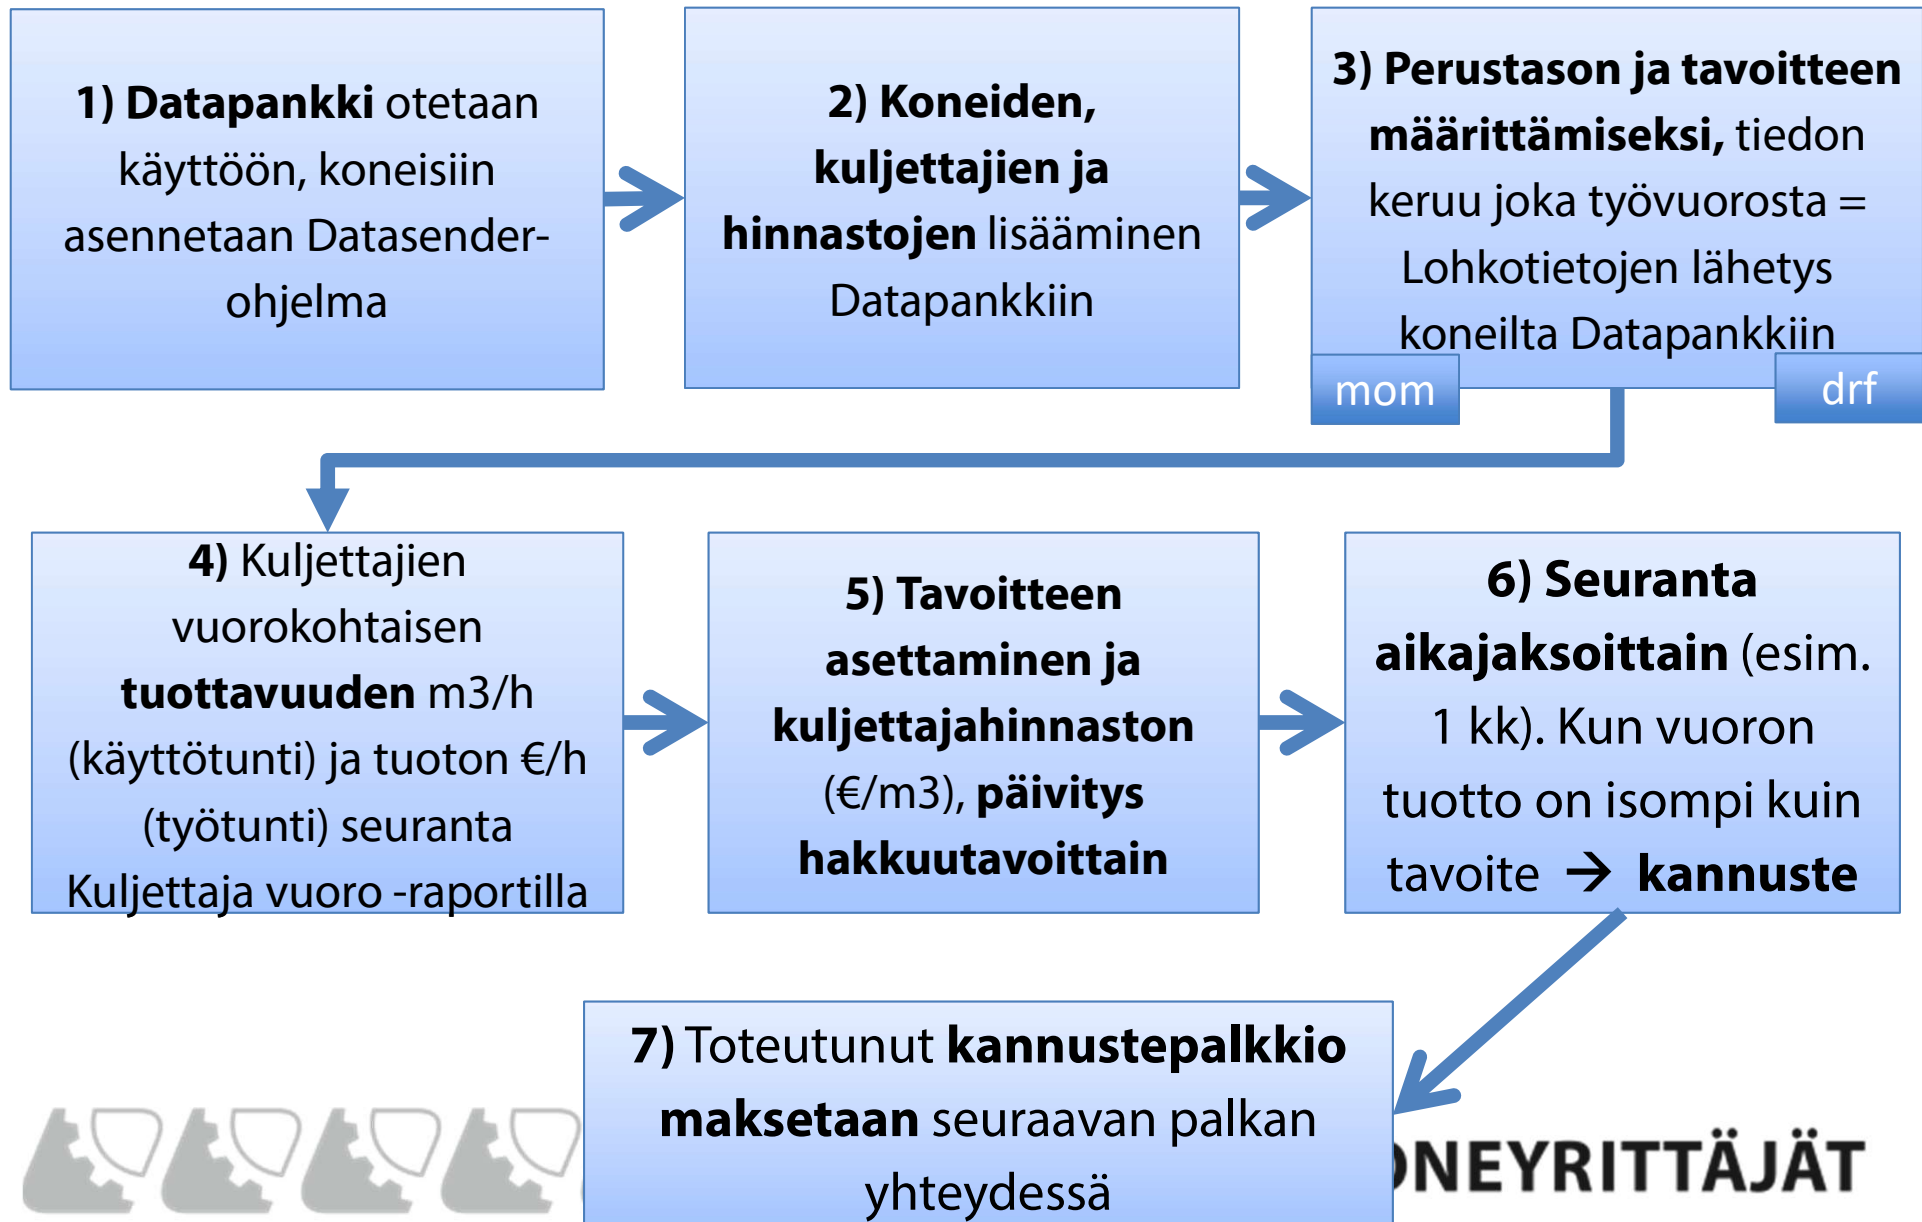 1) Datapankki otetaan
käyttöön, koneisiin
asennetaan Datasender-
ohjelma
2) Koneiden,
kuljettajien ja
hinnastojen lisääminen
Datapankkiin
3) Perustason ja tavoitteen
määrittämiseksi, tiedon
keruu joka työvuorosta =
Lohkotietojen lähetys
koneilta Datapankkiin
mom
drf
4) Kuljettajien
vuorokohtaisen
tuottavuuden m3/h
(käyttötunti) ja tuoton €/h
(työtunti) seuranta
Kuljettaja vuoro -raportilla
5) Tavoitteen
asettaminen ja
kuljettajahinnaston
(€/m3), päivitys
hakkuutavoittain
6) Seuranta
aikajaksoittain (esim.
1 kk). Kun vuoron
tuotto on isompi kuin
tavoite → kannuste
7) Toteutunut kannustepalkkio
maksetaan seuraavan palkan
yhteydessä
ONEYRITTÄJÄT